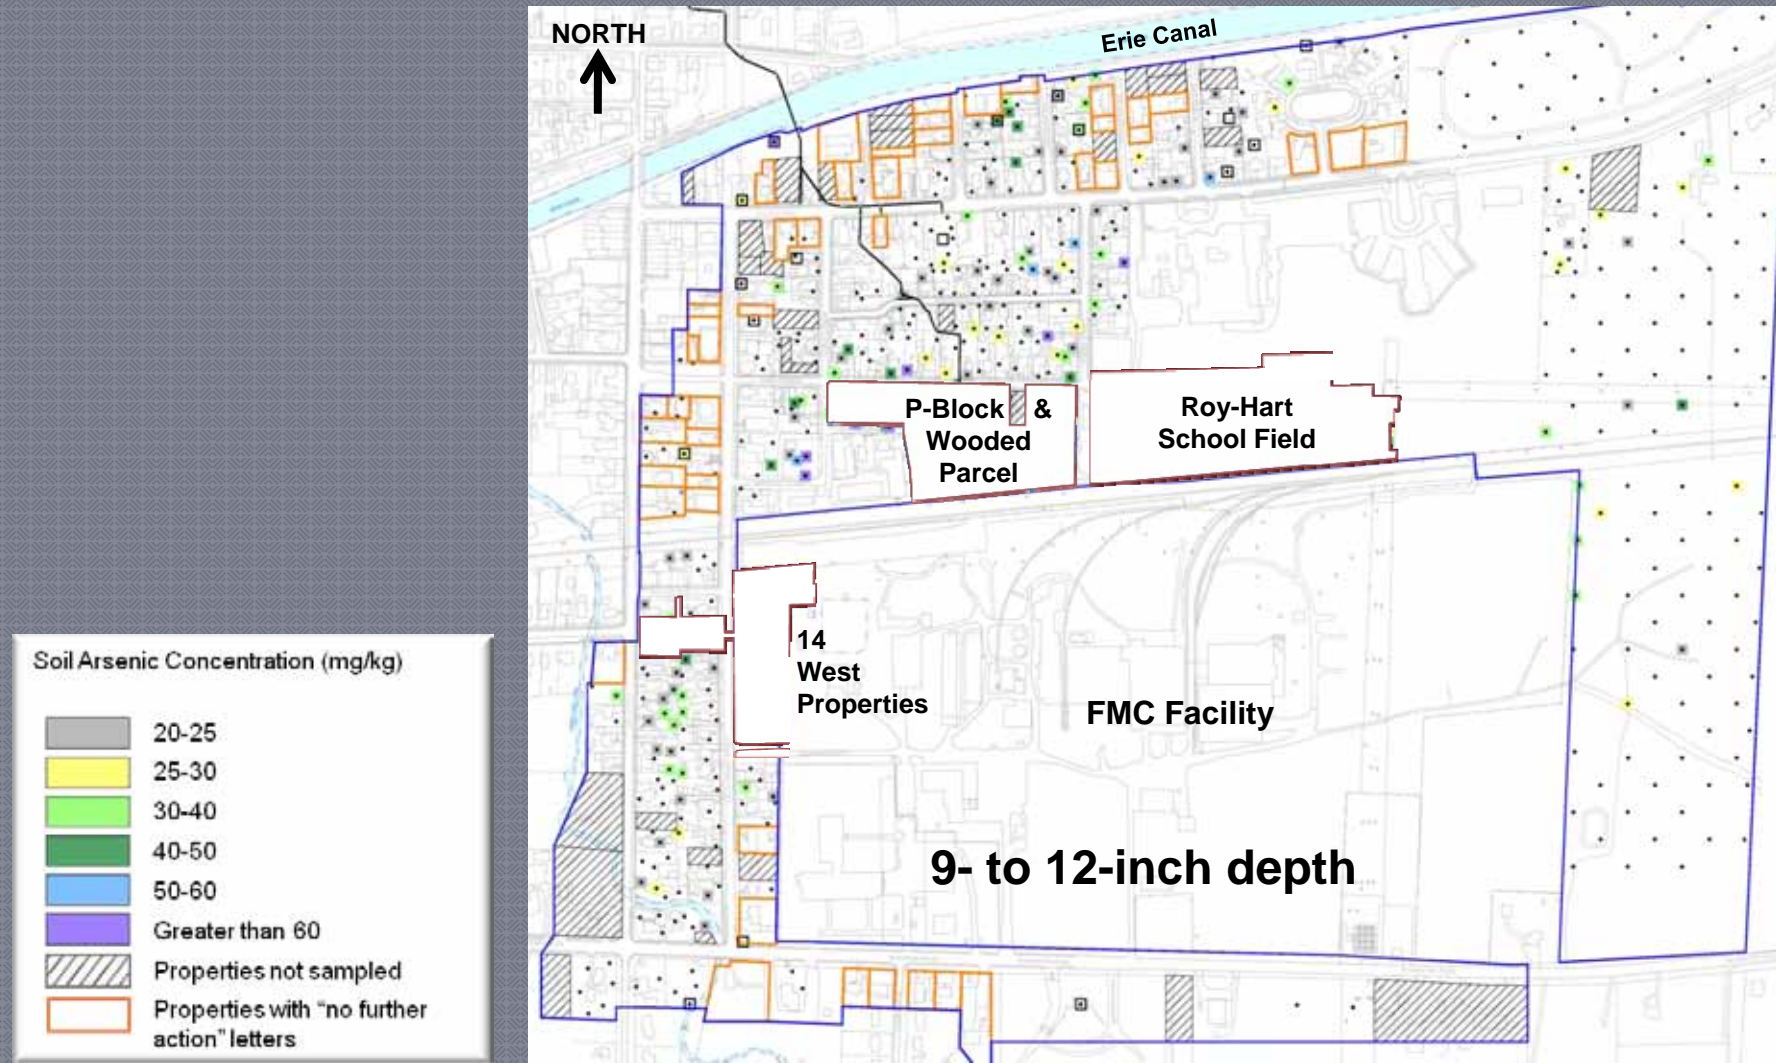 NORTH
Erie Canal
P-Block &
Wooded
Parcel
Roy-Hart
School Field
14
West
Properties
FMC Facility
9- to 12-inch depth
Soil Arsenic Concentration (mg/kg)
20-25
25-30
30-40
40-50
50-60
Greater than 60
Properties not sampled
Properties with "no further
action" letters